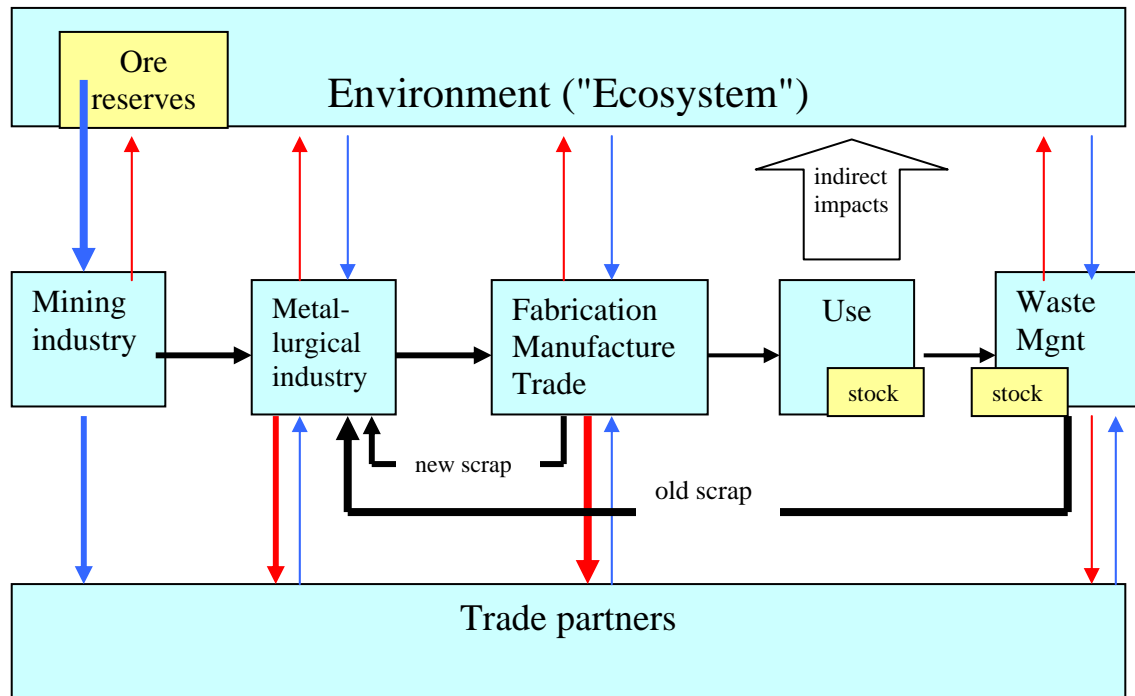 Ore
reserves
Environment ("Ecosystem")
indirect
impacts
Mining
industry
Metal-
lurgical
industry
Fabrication
Manufacture
Trade
Use
stock
Waste
Mgnt
stock
new scrap
old scrap
Trade partners